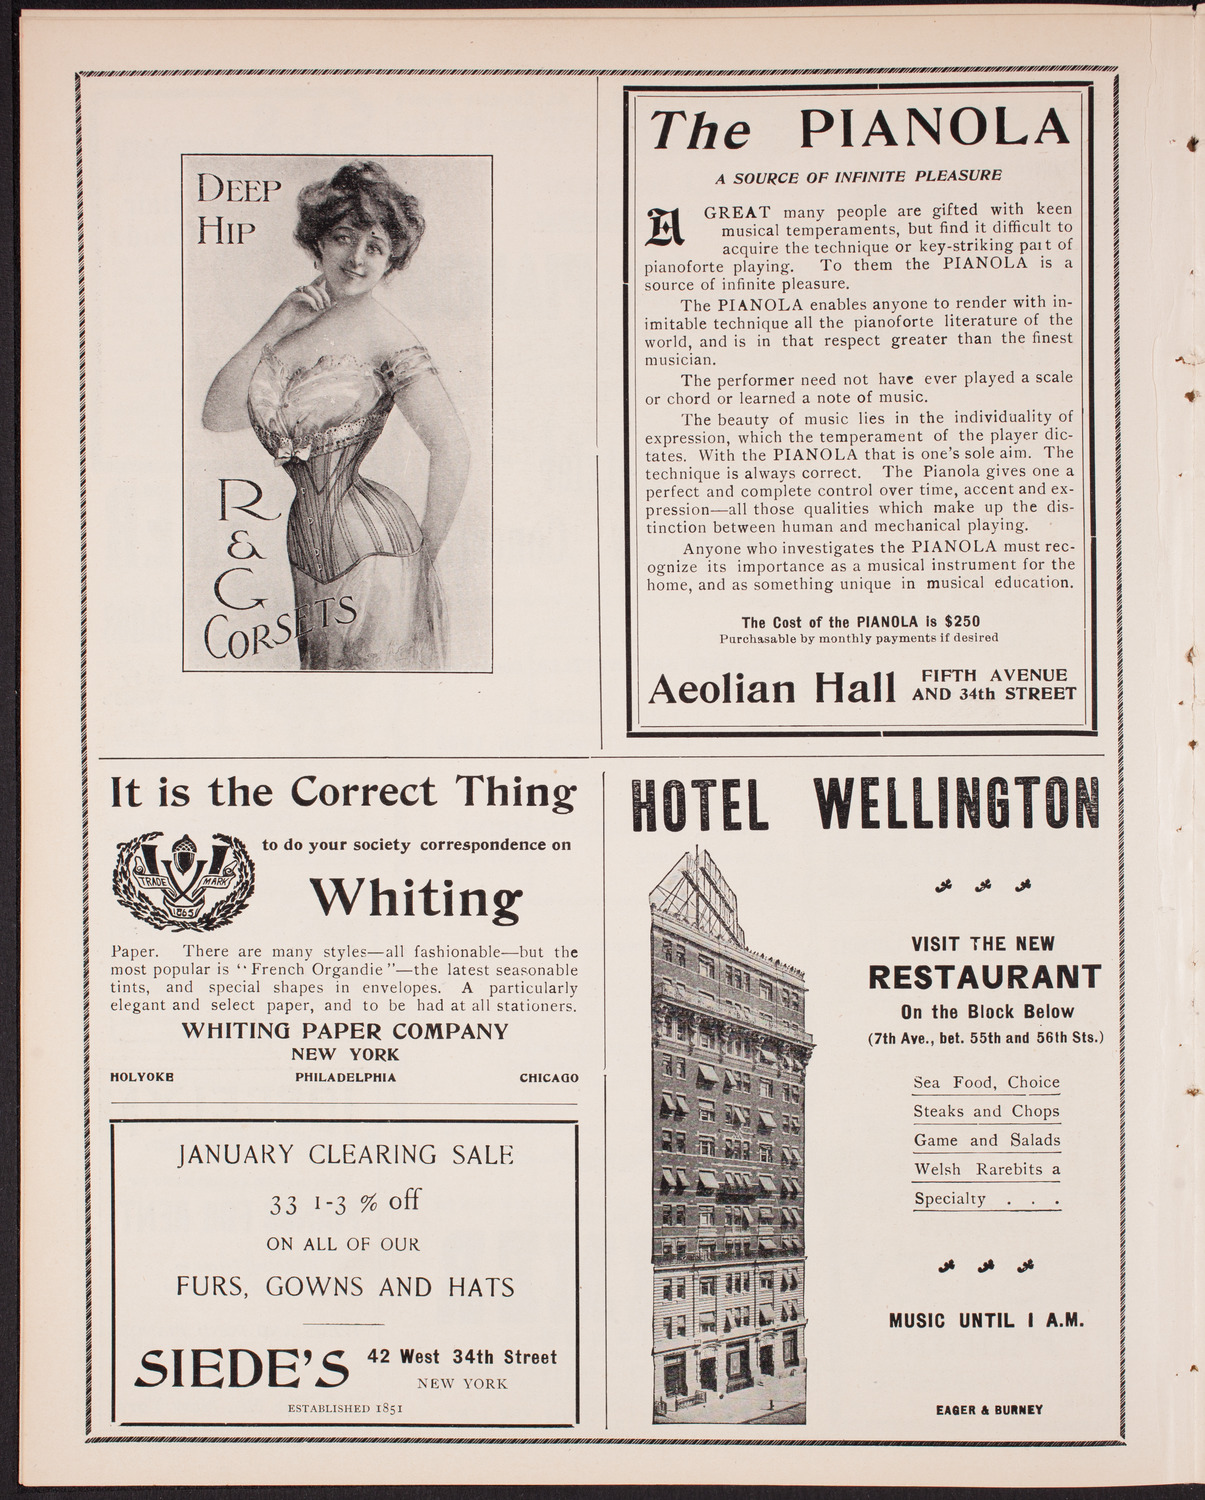 DEEP
HIP
R
&
G
CORSETS
The PIANOLA
A SOURCE OF INFINITE PLEASURE
A GREAT many people are gifted with keen
musical temperaments, but find it difficult to
acquire the technique or key-striking part of
pianoforte playing. To them the PIANOLA is a
source of infinite pleasure.
The PIANOLA enables anyone to render with in-
imitable technique all the pianoforte literature of the
world, and is in that respect greater than the finest
musician.
The performer need not have ever played a scale
or chord or learned a note of music.
The beauty of music lies in the individuality of
expression, which the temperament of the player dic-
tates. With the PIANOLA that is one's sole aim. The
technique is always correct. The Pianola gives one a
perfect and complete control over time, accent and ex-
pression—all those qualities which make up the dis-
tinction between human and mechanical playing.
Anyone who investigates the PIANOLA must rec-
ognize its importance as a musical instrument for the
home, and as something unique in musical education.
The Cost of the PIANOLA is $250
Purchasable by monthly payments if desired
Aeolian Hall FIFTH AVENUE
AND 34th STREET
It is the Correct Thing
to do your society correspondence on
TRADE MARK
1865
Whiting
Paper. There are many styles—all fashionable—but the
most popular is "French Organdie"—the latest seasonable
tints, and special shapes in envelopes. A particularly
elegant and select paper, and to be had at all stationers.
WHITING PAPER COMPANY
NEW YORK
HOLYOKE PHILADELPHIA CHICAGO
JANUARY CLEARING SALE
33 1-3 % off
ON ALL OF OUR
FURS, GOWNS AND HATS
SIEDE'S 42 West 34th Street
NEW YORK
ESTABLISHED 1851
HOTEL WELLINGTON
VISIT THE NEW
RESTAURANT
On the Block Below
(7th Ave., bet. 55th and 56th Sts.)
Sea Food, Choice
Steaks and Chops
Game and Salads
Welsh Rarebits a
Specialty . . .
MUSIC UNTIL 1 A.M.
EAGER & BURNEY